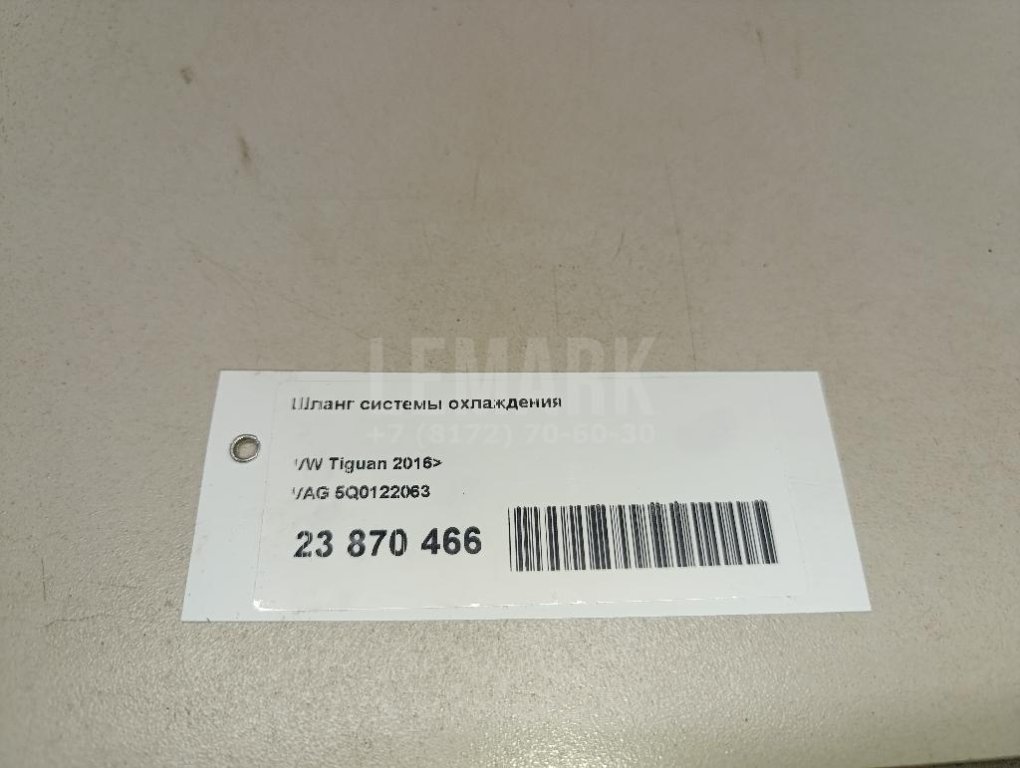 LEMARK
Шланг системы охлаждения
+7 (8172) 70-60-30
VW Tiguan 2016>
VAG 5Q0122063
23 870 466